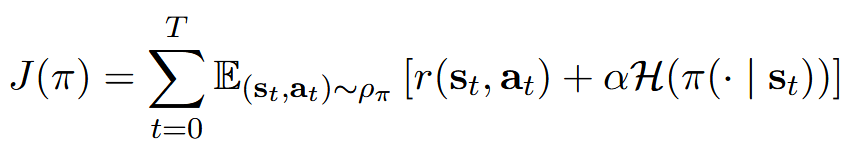 J(π) = ∑_{t=0}^{T} 𝔼_{(𝐬_t,𝐚_t)∼ρ_π} [r(𝐬_t, 𝐚_t) + αℋ(π(· | 𝐬_t))]